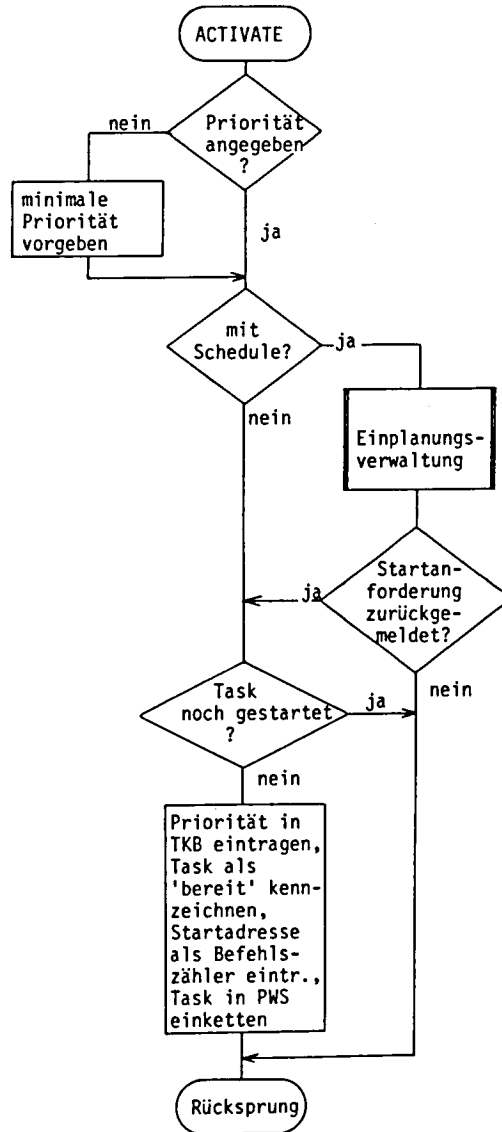 ACTIVATE
nein
Priorität
angegeben
?
minimale
Priorität
vorgeben
ja
mit
Schedule?
ja
nein
Einplanungs-
verwaltung
Startan-
forderung
zurückge-
meldet?
ja
nein
Task
noch gestartet
?
ja
nein
Priorität in
TKB eintragen,
Task als
'bereit' kenn-
zeichnen,
Startadresse
als Befehls-
zähler eintr.,
Task in PWS
einketten
Rücksprung